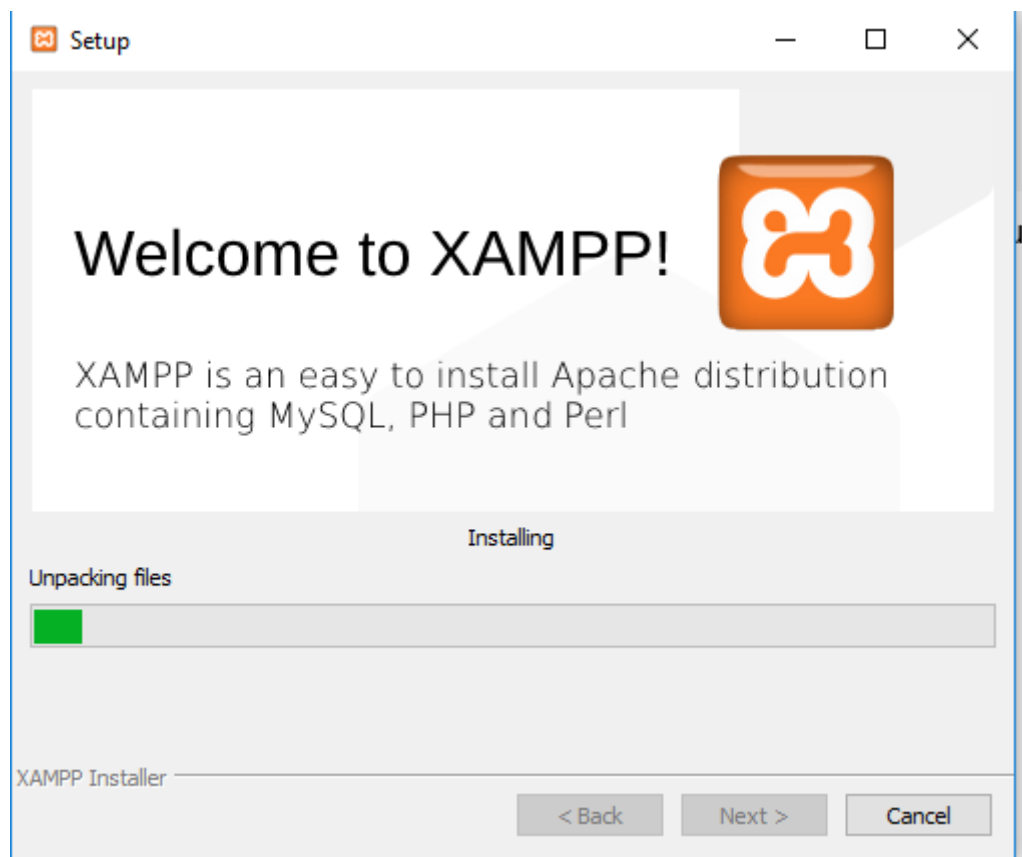 Setup
Welcome to XAMPP!
XAMPP is an easy to install Apache distribution
containing MySQL, PHP and Perl
Installing
Unpacking files
XAMPP Installer
< Back
Next >
Cancel